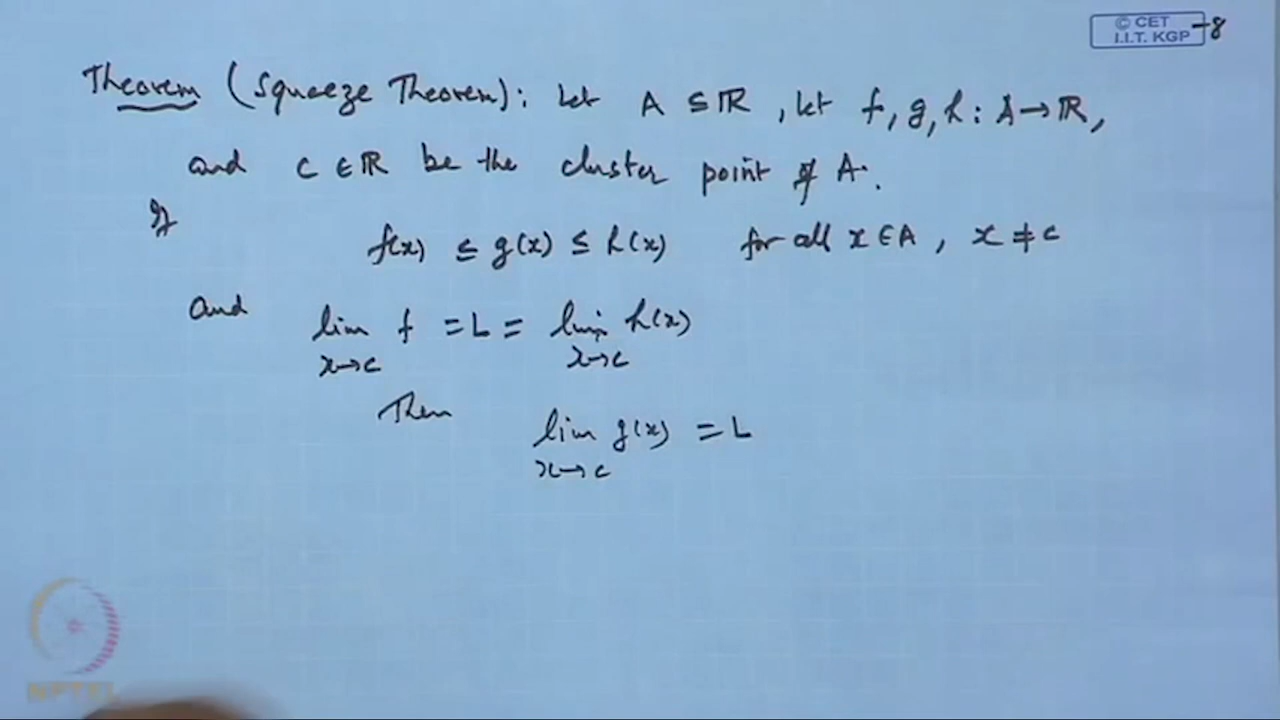 © CET
I.I.T. KGP
-8
Theorem (Squeeze Theorem): Let A ⊆ ℝ, let f, g, h: A → ℝ,
and c ∈ ℝ be the cluster point of A.
If
f(x) ≤ g(x) ≤ h(x) for all x ∈ A, x ≠ c
and lim f = L = lim h(x)
x→c x→c
Then lim g(x) = L
x→c
NPTEL